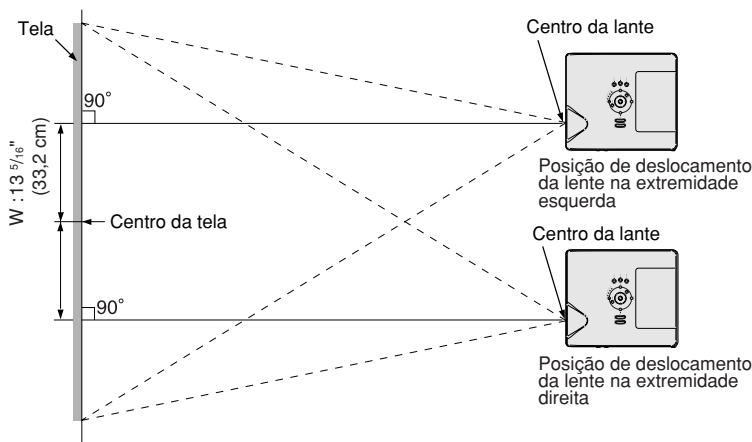 Tela
Centro da lante
90°
W : 13 5/16"
(33,2 cm)
Posição de deslocamento
da lente na extremidade
esquerda
Centro da tela
Centro da lante
90°
Posição de deslocamento
da lente na extremidade
direita